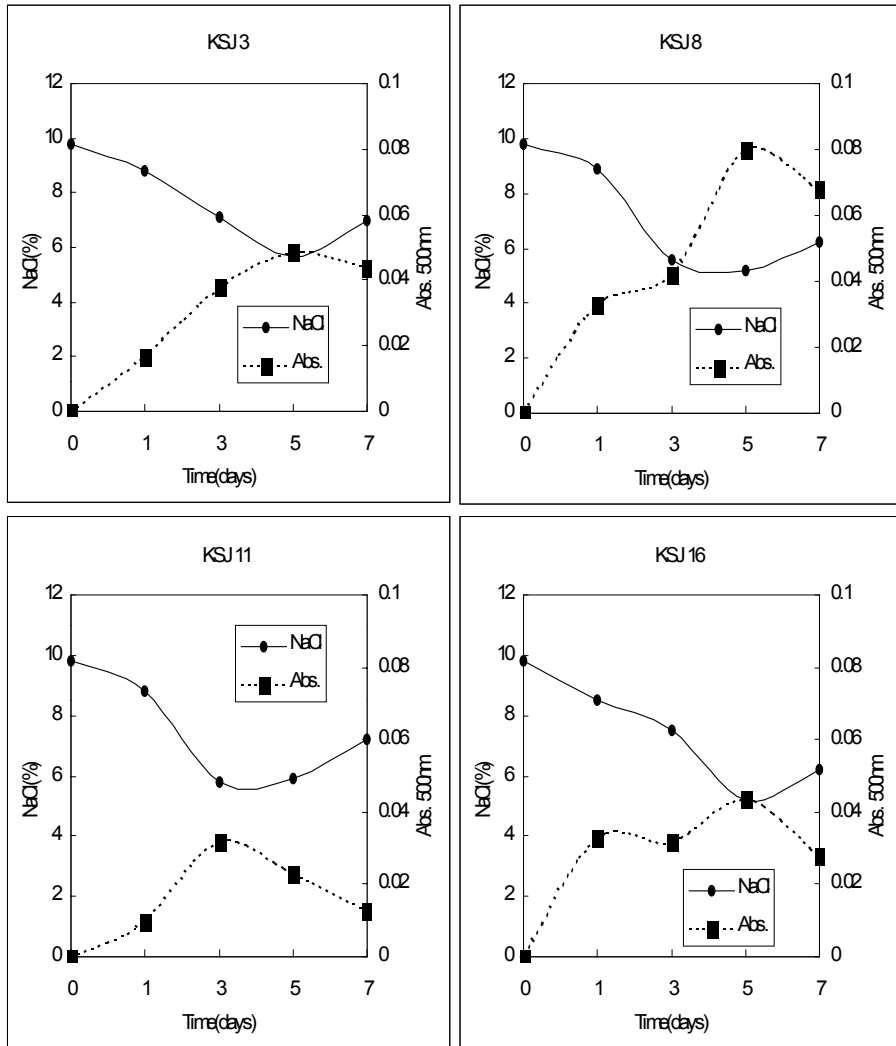 KSJ3
12
10
8
6
4
2
0
NaCl(%)
0.1
0.08
0.06
0.04
0.02
0
Abs. 500nm
NaCl
Abs.
0 1 3 5 7
Time(days)
KSJ8
12
10
8
6
4
2
0
NaCl(%)
0.1
0.08
0.06
0.04
0.02
0
Abs. 500nm
NaCl
Abs.
0 1 3 5 7
Time(days)
KSJ11
12
10
8
6
4
2
0
NaCl(%)
0.1
0.08
0.06
0.04
0.02
0
Abs. 500nm
NaCl
Abs.
0 1 3 5 7
Time(days)
KSJ16
12
10
8
6
4
2
0
NaCl(%)
0.1
0.08
0.06
0.04
0.02
0
Abs. 500nm
NaCl
Abs.
0 1 3 5 7
Time(days)